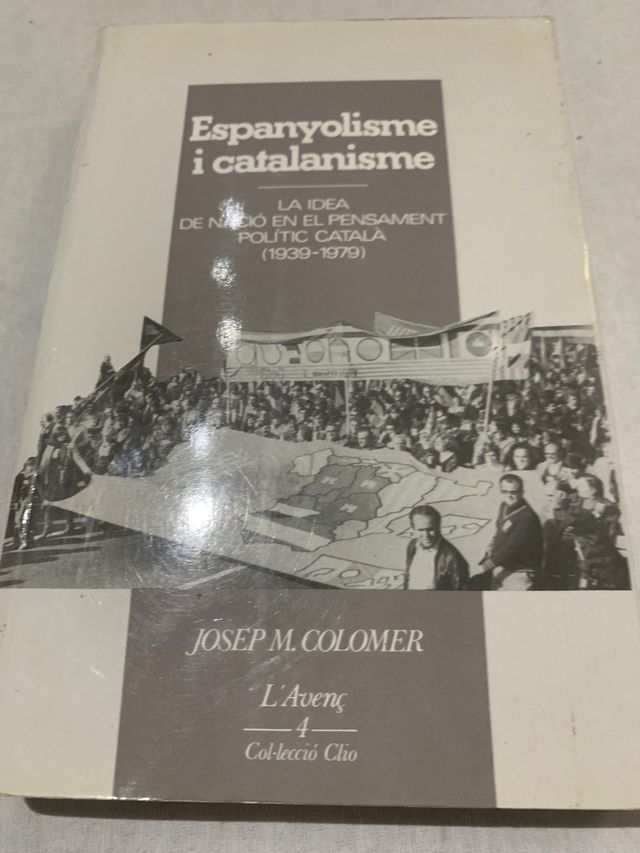 Espanyolisme
i catalanisme
LA IDEA
DE NACIÓ EN EL PENSAMENT
POLÍTIC CATALÀ
(1939-1979)
JOSEP M. COLOMER
L'Avenç
4
Col·lecció Clio